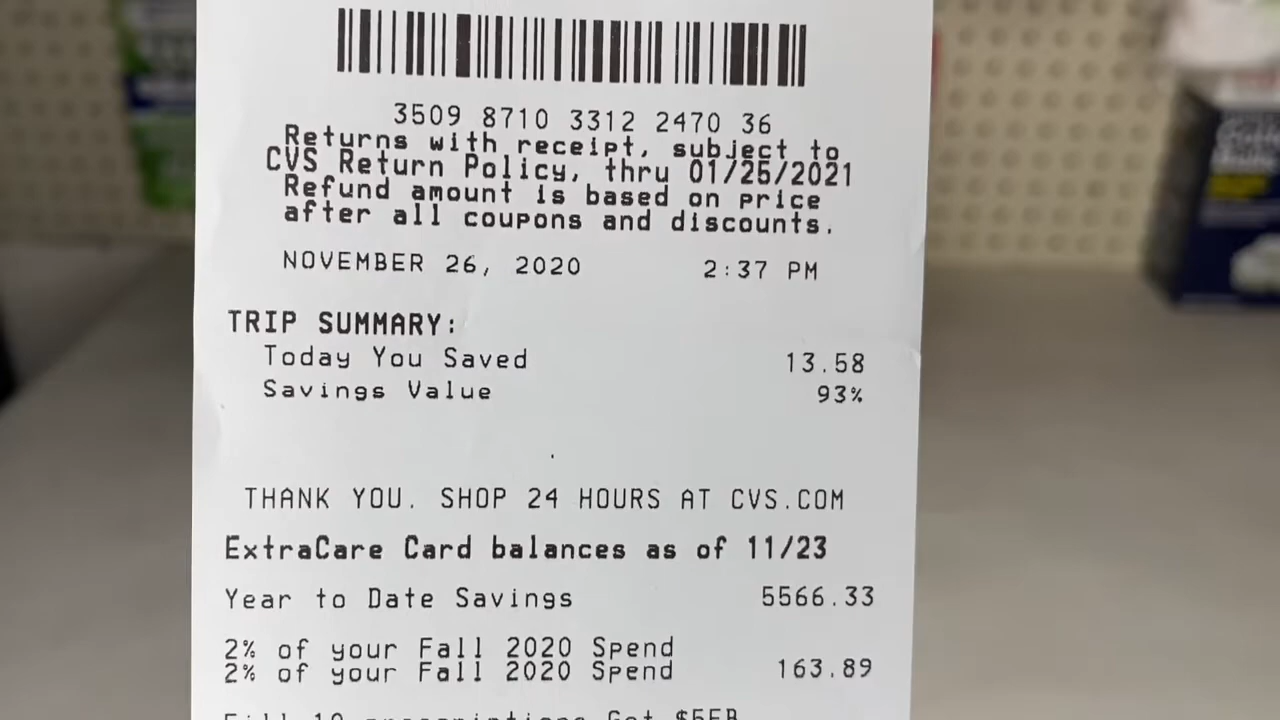 3509 8710 3312 2470 36
Returns with receipt, subject to
CVS Return Policy, thru 01/25/2021
Refund amount is based on price
after all coupons and discounts.
NOVEMBER 26, 2020 2:37 PM
TRIP SUMMARY:
Today You Saved 13.58
Savings Value 93%
THANK YOU. SHOP 24 HOURS AT CVS.COM
ExtraCare Card balances as of 11/23
Year to Date Savings 5566.33
2% of your Fall 2020 Spend
2% of your Fall 2020 Spend 163.89